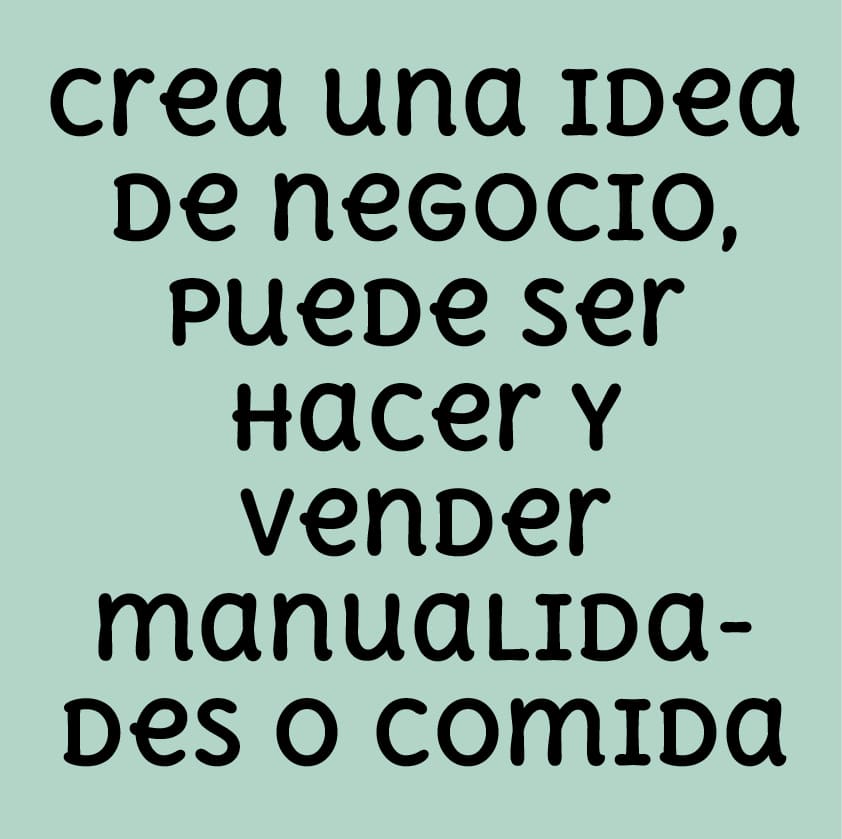 crea una idea
de negocio,
puede ser
hacer y
vender
manualida-
des o comida